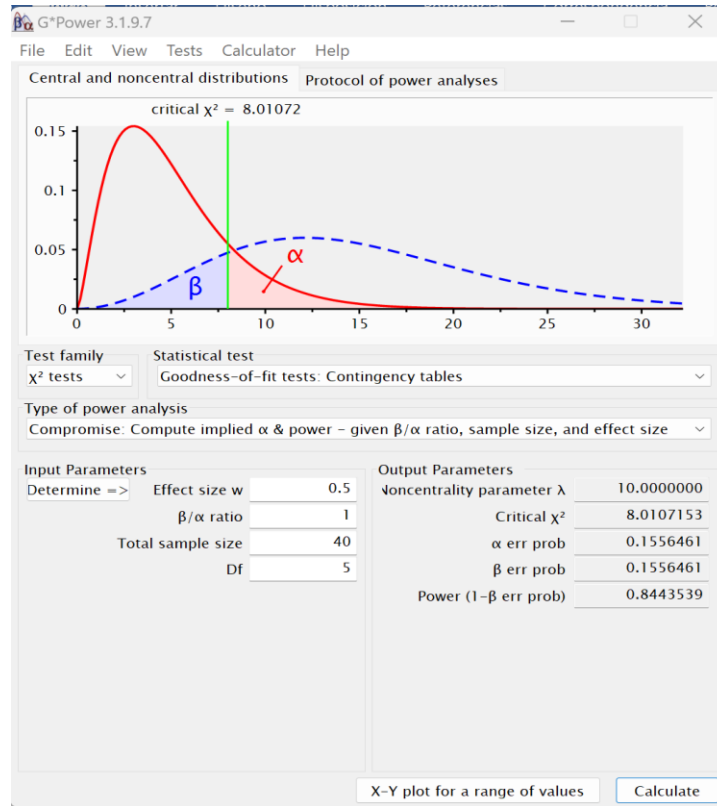 G*Power 3.1.9.7
File Edit View Tests Calculator Help
Central and noncentral distributions Protocol of power analyses
critical χ² = 8.01072
0.15
0.1
0.05
0
β
α
0 5 10 15 20 25 30
Test family Statistical test
χ² tests Goodness-of-fit tests: Contingency tables
Type of power analysis
Compromise: Compute implied α & power - given β/α ratio, sample size, and effect size
Input Parameters Output Parameters
Determine => Effect size w 0.5 Noncentrality parameter λ 10.0000000
β/α ratio 1 Critical χ² 8.0107153
Total sample size 40 α err prob 0.1556461
Df 5 β err prob 0.1556461
Power (1-β err prob) 0.8443539
X-Y plot for a range of values Calculate